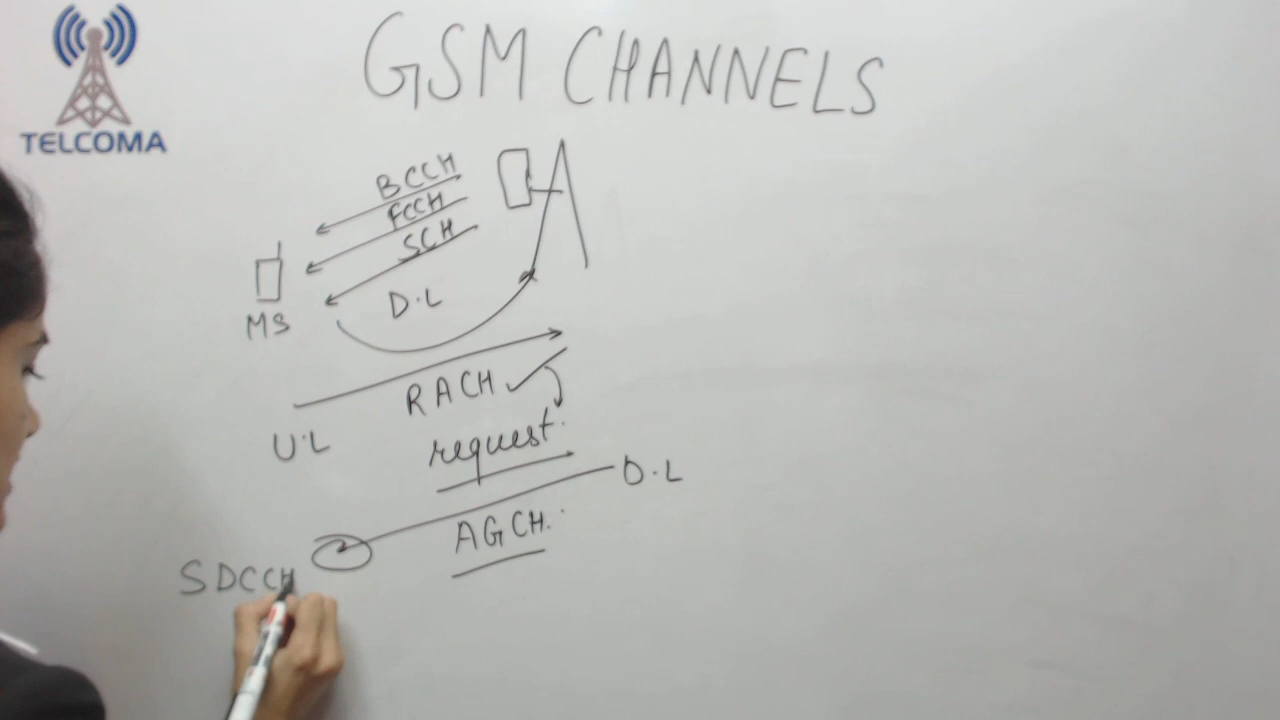 GSM CHANNELS
TELCOMA
BCCH
FCCH
SCH
D.L
MS
RACH
U.L
request.
D.L
AGCH.
SDCCH